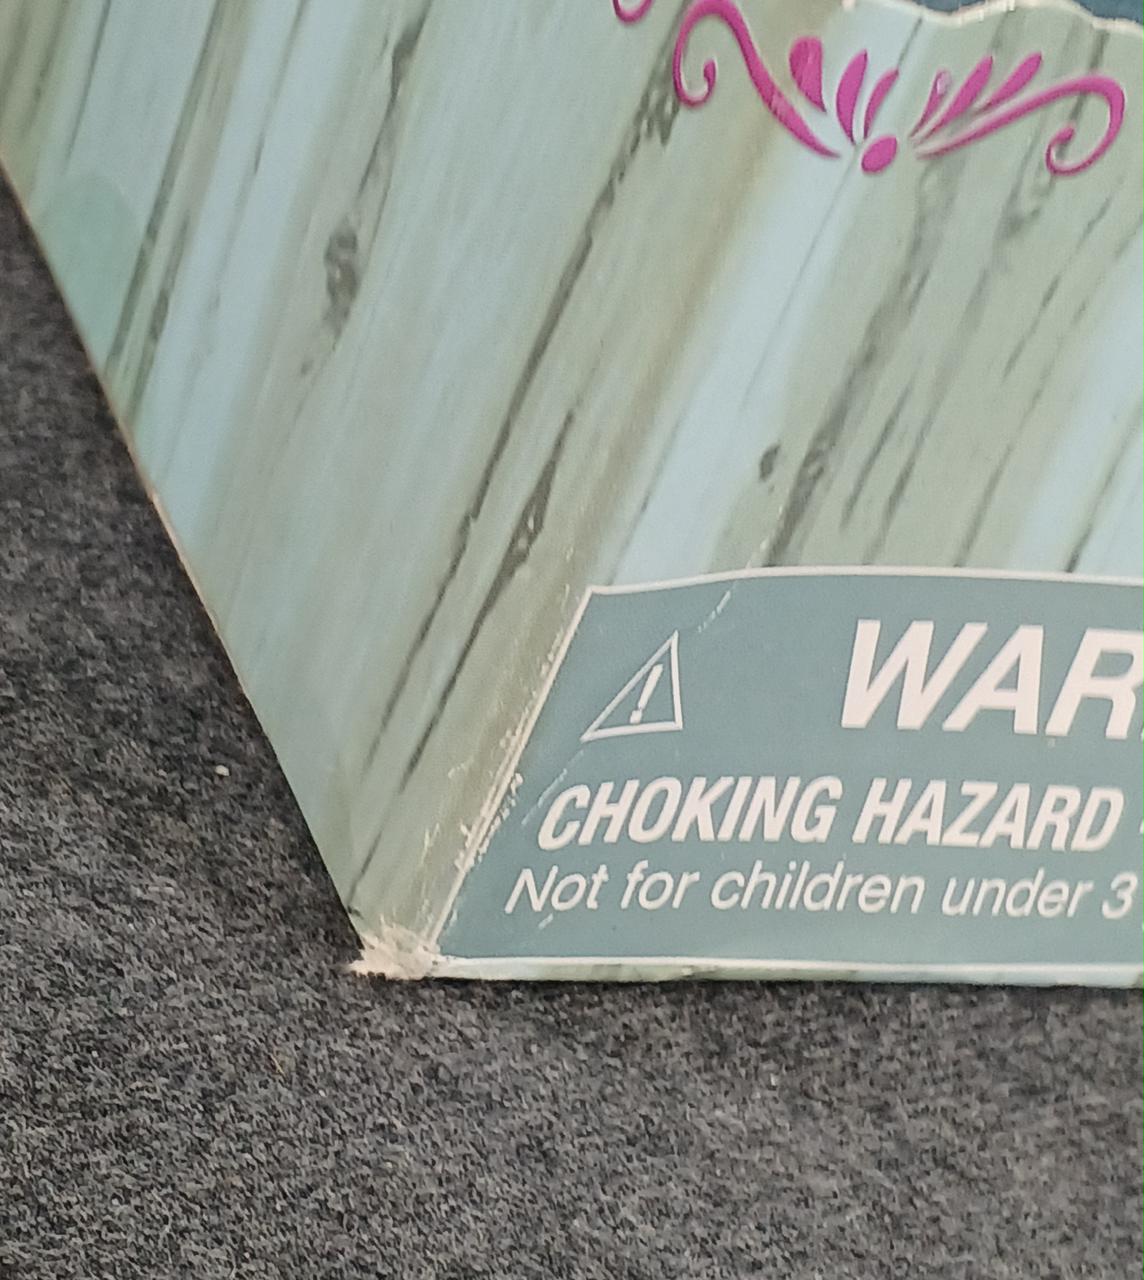 WAR
CHOKING HAZARD
Not for children under 3